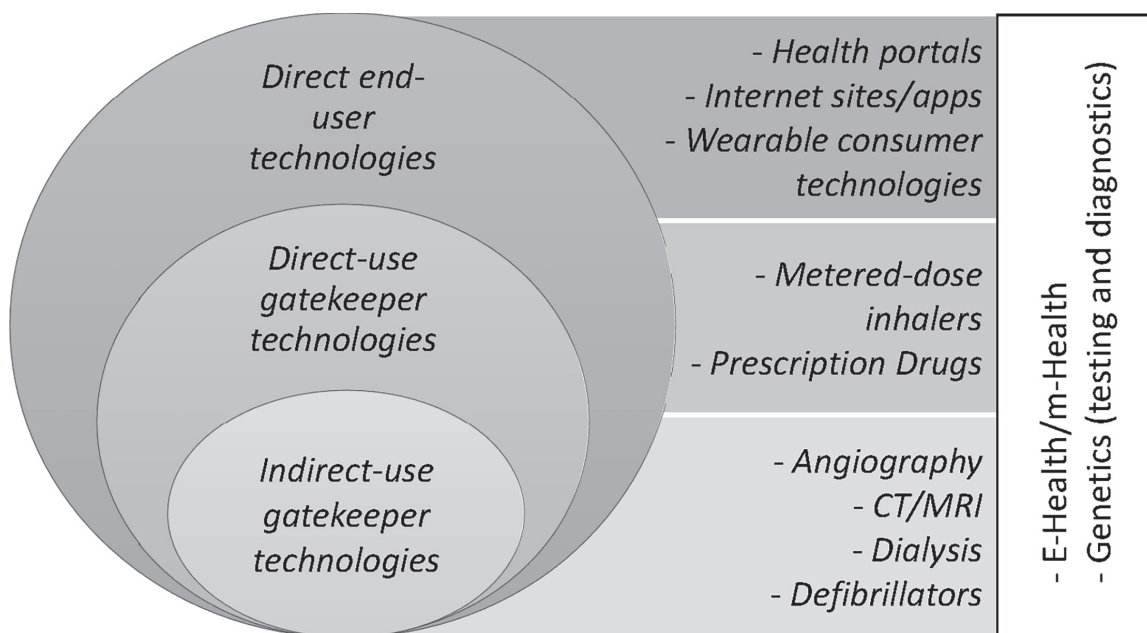 Direct end-
user
technologies
- Health portals
- Internet sites/apps
- Wearable consumer
technologies
Direct-use
gatekeeper
technologies
- Metered-dose
inhalers
- Prescription Drugs
Indirect-use
gatekeeper
technologies
- Angiography
- CT/MRI
- Dialysis
- Defibrillators
- E-Health/m-Health
- Genetics (testing and diagnostics)